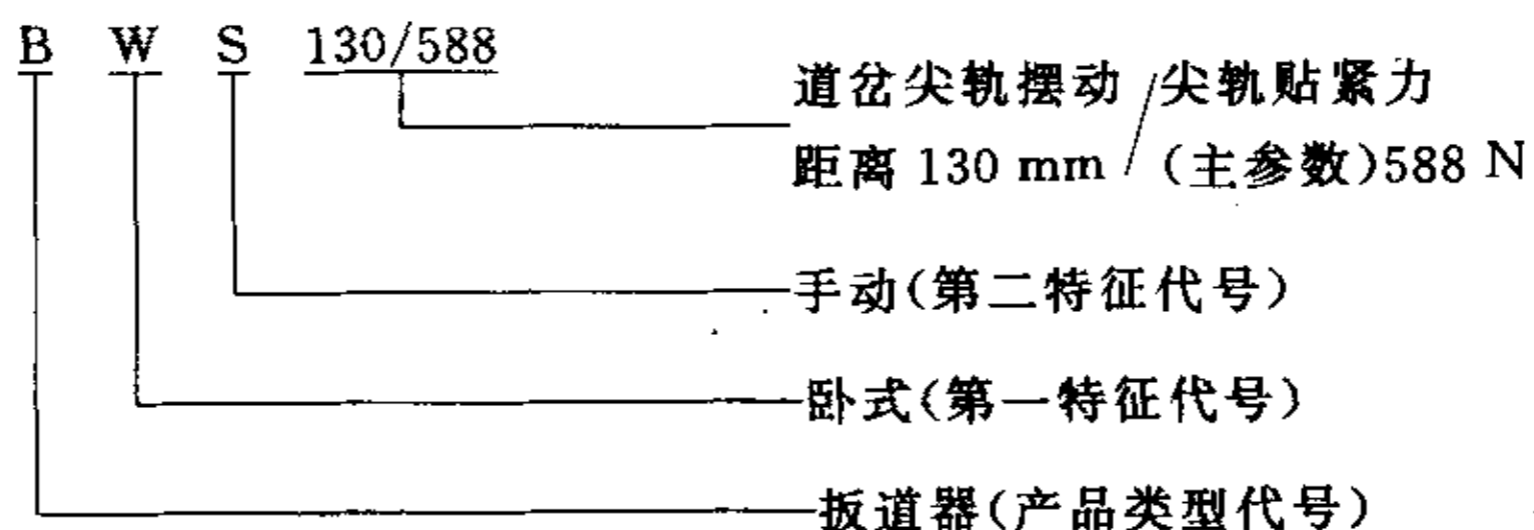 B W S 130/588
道岔尖轨摆动/尖轨贴紧力
距离 130 mm/(主参数)588 N
手动(第二特征代号)
卧式(第一特征代号)
扳道器(产品类型代号)